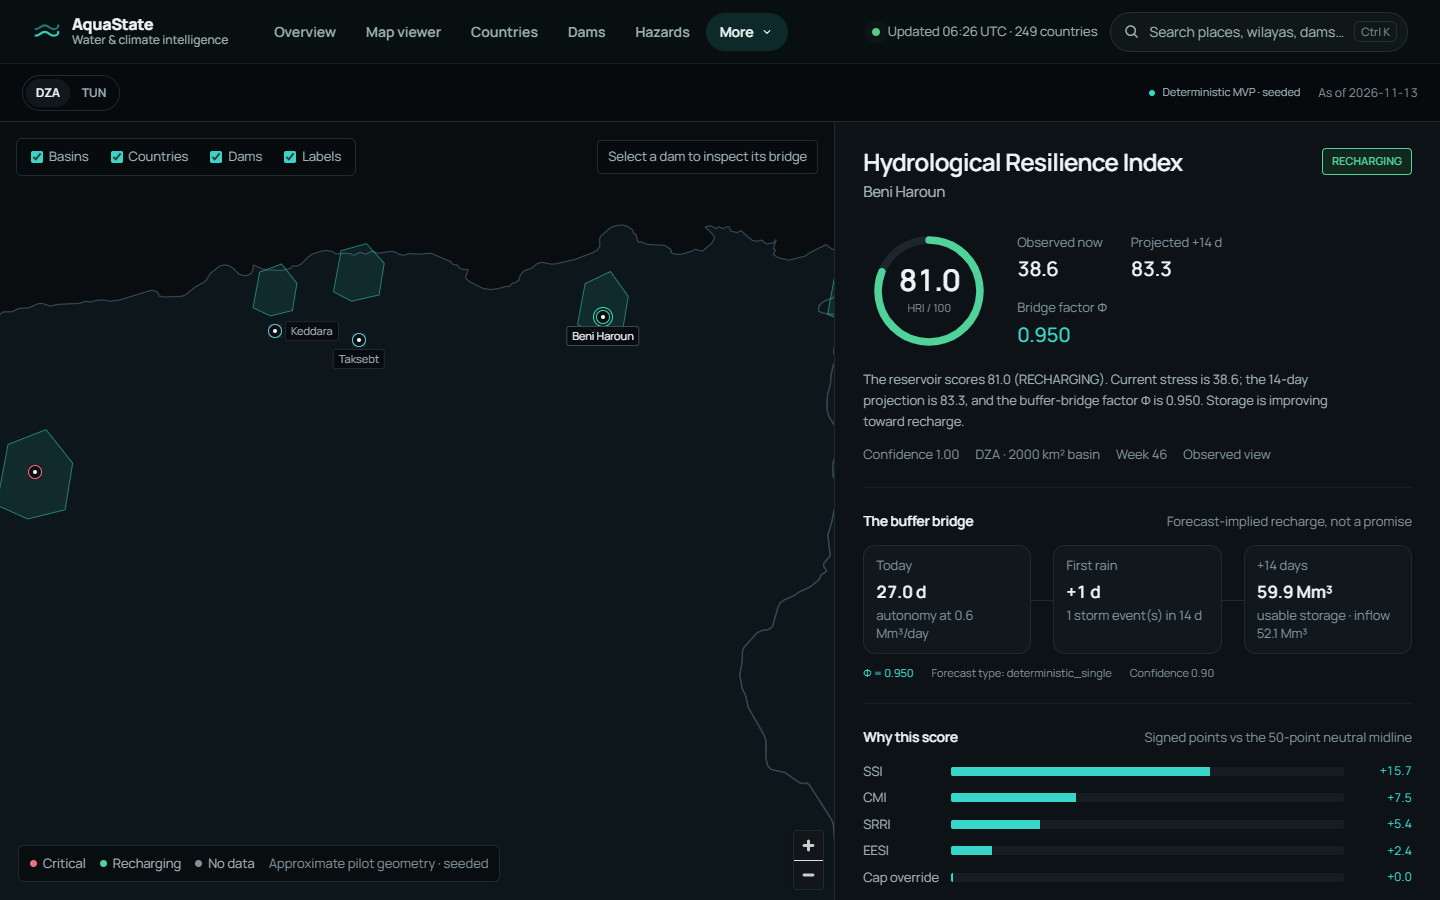 AquaState
Water & climate intelligence
Overview
Map viewer
Countries
Dams
Hazards
More
Updated 06:26 UTC · 249 countries
Search places, wilayas, dams...
Ctrl K
DZA
TUN
Deterministic MVP · seeded
As of 2026-11-13
Basins
Countries
Dams
Labels
Select a dam to inspect its bridge
Keddara
Taksebt
Beni Haroun
Critical
Recharging
No data
Approximate pilot geometry · seeded
+
−
Hydrological Resilience Index
RECHARGING
Beni Haroun
81.0
HRI / 100
Observed now
38.6
Projected +14 d
83.3
Bridge factor Φ
0.950
The reservoir scores 81.0 (RECHARGING). Current stress is 38.6; the 14-day
projection is 83.3, and the buffer-bridge factor Φ is 0.950. Storage is improving
toward recharge.
Confidence 1.00
DZA · 2000 km² basin
Week 46
Observed view
The buffer bridge
Forecast-implied recharge, not a promise
Today
27.0 d
autonomy at 0.6
Mm³/day
First rain
+1 d
1 storm event(s) in 14 d
+14 days
59.9 Mm³
usable storage · inflow
52.1 Mm³
Φ = 0.950
Forecast type: deterministic_single
Confidence 0.90
Why this score
Signed points vs the 50-point neutral midline
SSI
+15.7
CMI
+7.5
SRRI
+5.4
EESI
+2.4
Cap override
+0.0